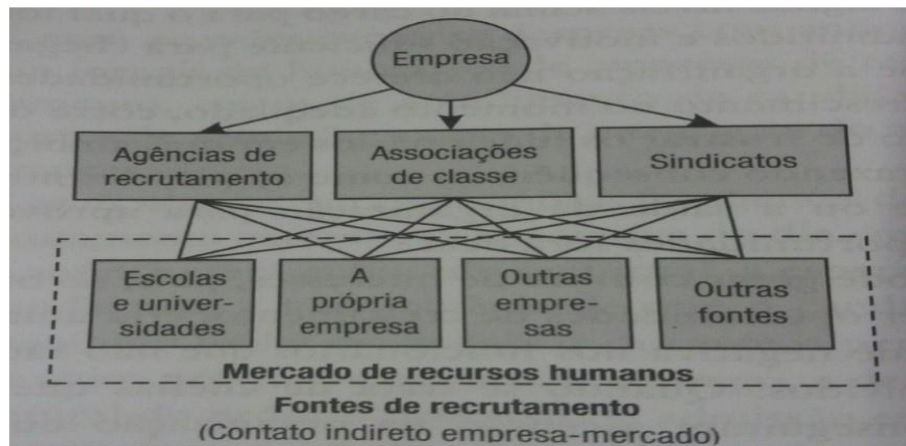 Empresa
Agências de
recrutamento
Associações
de classe
Sindicatos
Escolas
e univer-
sidades
A
própria
empresa
Outras
empre-
sas
Outras
fontes
Mercado de recursos humanos
Fontes de recrutamento
(Contato indireto empresa-mercado)